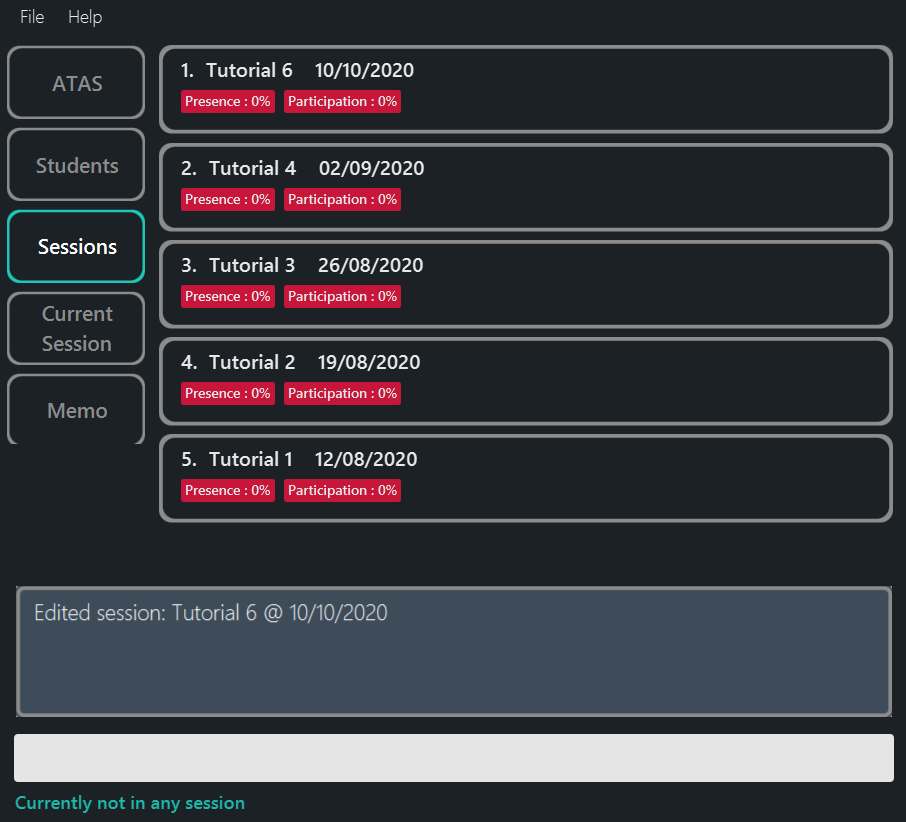 File Help
ATAS
Students
Sessions
Current
Session
Memo
1. Tutorial 6 10/10/2020
Presence : 0% Participation : 0%
2. Tutorial 4 02/09/2020
Presence : 0% Participation : 0%
3. Tutorial 3 26/08/2020
Presence : 0% Participation : 0%
4. Tutorial 2 19/08/2020
Presence : 0% Participation : 0%
5. Tutorial 1 12/08/2020
Presence : 0% Participation : 0%
Edited session: Tutorial 6 @ 10/10/2020
Currently not in any session